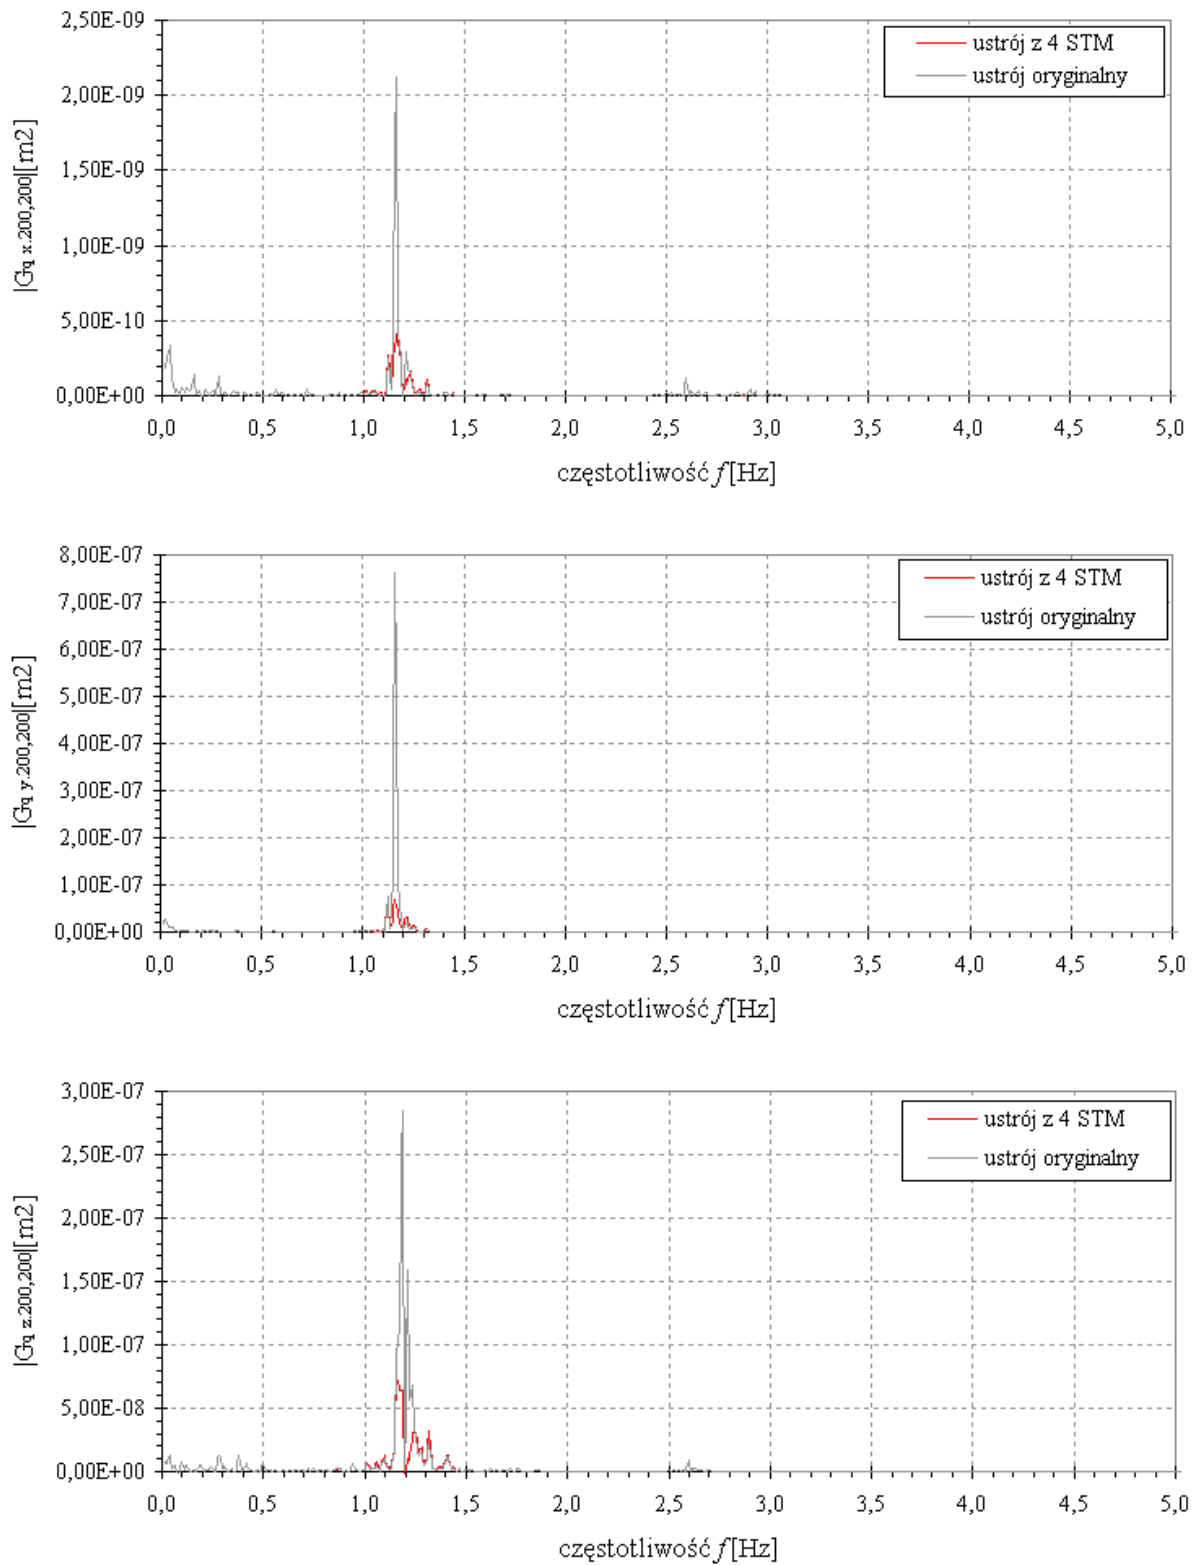 2,50E-09
2,00E-09
1,50E-09
1,00E-09
5,00E-10
0,00E+00
|Gq x.200,200|[m2]
ustrój z 4 STM
ustrój oryginalny
0,0 0,5 1,0 1,5 2,0 2,5 3,0 3,5 4,0 4,5 5,0
częstotliwość f[Hz]
8,00E-07
7,00E-07
6,00E-07
5,00E-07
4,00E-07
3,00E-07
2,00E-07
1,00E-07
0,00E+00
|Gq y.200,200|[m2]
ustrój z 4 STM
ustrój oryginalny
0,0 0,5 1,0 1,5 2,0 2,5 3,0 3,5 4,0 4,5 5,0
częstotliwość f[Hz]
3,00E-07
2,50E-07
2,00E-07
1,50E-07
1,00E-07
5,00E-08
0,00E+00
|Gq z.200,200|[m2]
ustrój z 4 STM
ustrój oryginalny
0,0 0,5 1,0 1,5 2,0 2,5 3,0 3,5 4,0 4,5 5,0
częstotliwość f[Hz]